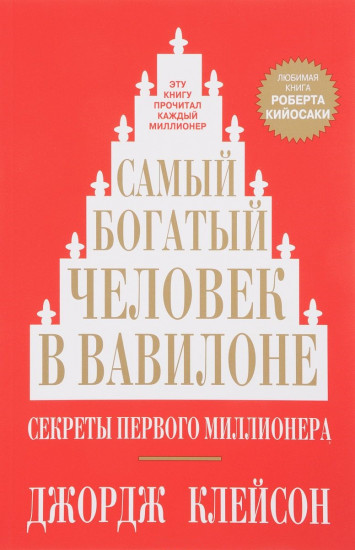 ЭТУ
КНИГУ
ПРОЧИТАЛ
КАЖДЫЙ
МИЛЛИОНЕР
ЛЮБИМАЯ
КНИГА
РОБЕРТА
КИЙОСАКИ
САМЫЙ
БОГАТЫЙ
ЧЕЛОВЕК
В ВАВИЛОНЕ
СЕКРЕТЫ ПЕРВОГО МИЛЛИОНЕРА
ДЖОРДЖ КЛЕЙСОН